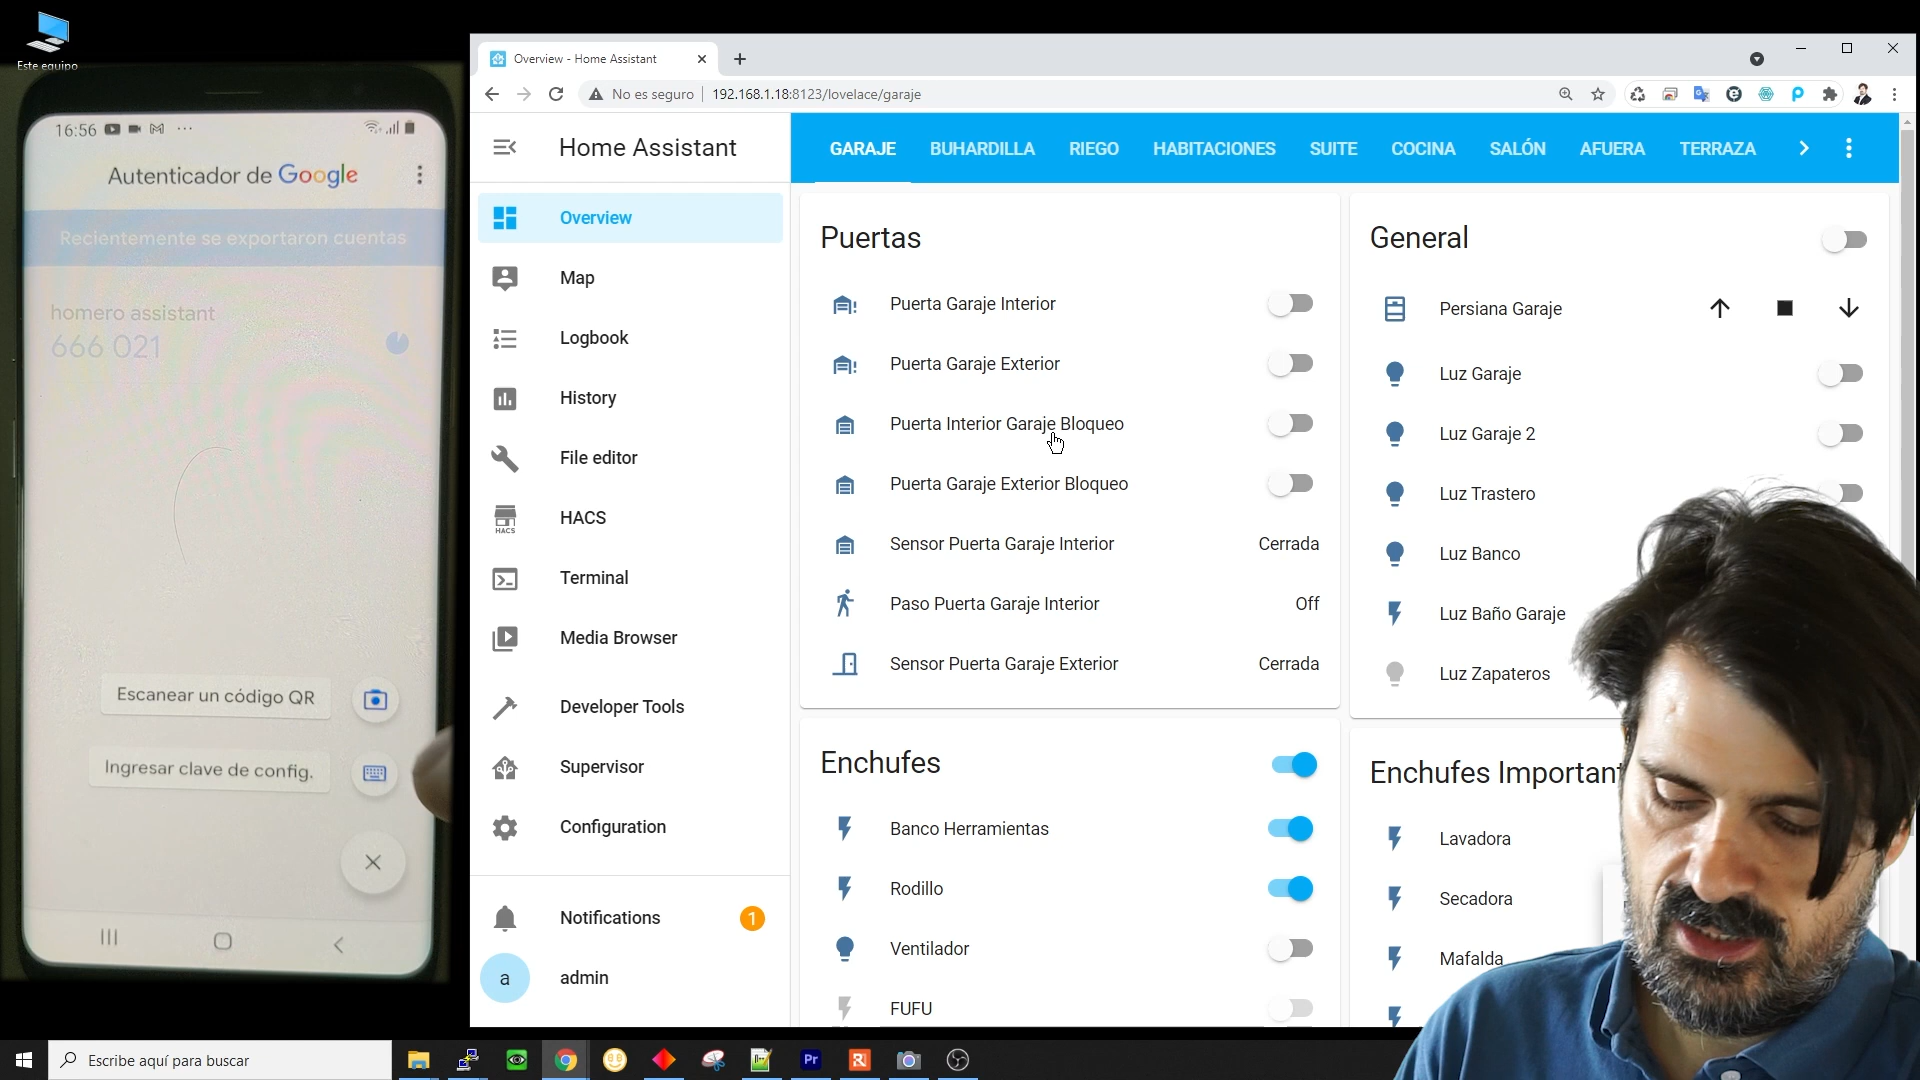 Este equipo
16:56
Autenticador de Google
Recientemente se exportaron cuentas
homero assistant
666 021
Escanear un código QR
Ingresar clave de config.
Overview - Home Assistant
No es seguro
192.168.1.18:8123/lovelace/garaje
Home Assistant
Overview
Map
Logbook
History
File editor
HACS
HACS
Terminal
Media Browser
Developer Tools
Supervisor
Configuration
Notifications
1
a
admin
GARAJE
BUHARDILLA
RIEGO
HABITACIONES
SUITE
COCINA
SALÓN
AFUERA
TERRAZA
Puertas
Puerta Garaje Interior
Puerta Garaje Exterior
Puerta Interior Garaje Bloqueo
Puerta Garaje Exterior Bloqueo
Sensor Puerta Garaje Interior Cerrada
Paso Puerta Garaje Interior Off
Sensor Puerta Garaje Exterior Cerrada
Enchufes
Banco Herramientas
Rodillo
Ventilador
FUFU
General
Persiana Garaje
Luz Garaje
Luz Garaje 2
Luz Trastero
Luz Banco
Luz Baño Garaje
Luz Zapateros
Enchufes
Lavadora
Secadora
Mafalda
Escribe aquí para buscar
Pr